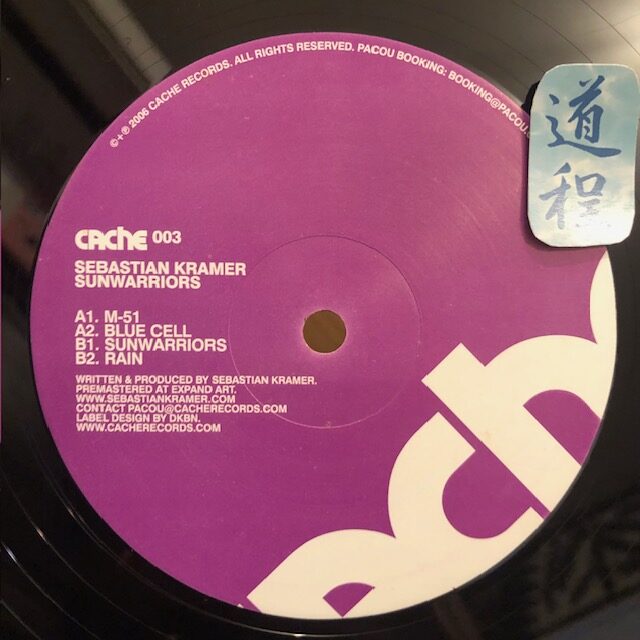 ©+℗ 2006 CACHE RECORDS. ALL RIGHTS RESERVED. PACOU BOOKING: BOOKING@PACOU.
道程
CACHE 003
SEBASTIAN KRAMER
SUNWARRIORS
A1. M-51
A2. BLUE CELL
B1. SUNWARRIORS
B2. RAIN
WRITTEN & PRODUCED BY SEBASTIAN KRAMER.
PREMASTERED AT EXPAND ART.
WWW.SEBASTIANKRAMER.COM
CONTACT PACOU@CACHERECORDS.COM
LABEL DESIGN BY DKBN.
WWW.CACHERECORDS.COM